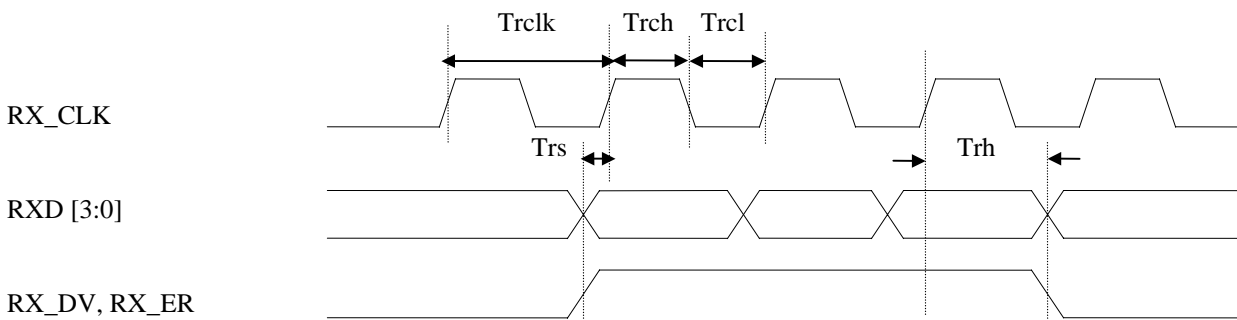 Trclk Trch Trcl
RX_CLK
Trs Trh
RXD [3:0]
RX_DV, RX_ER